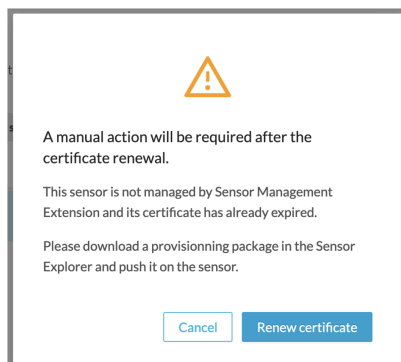 A manual action will be required after the
certificate renewal.
This sensor is not managed by Sensor Management
Extension and its certificate has already expired.
Please download a provisionning package in the Sensor
Explorer and push it on the sensor.
Cancel
Renew certificate